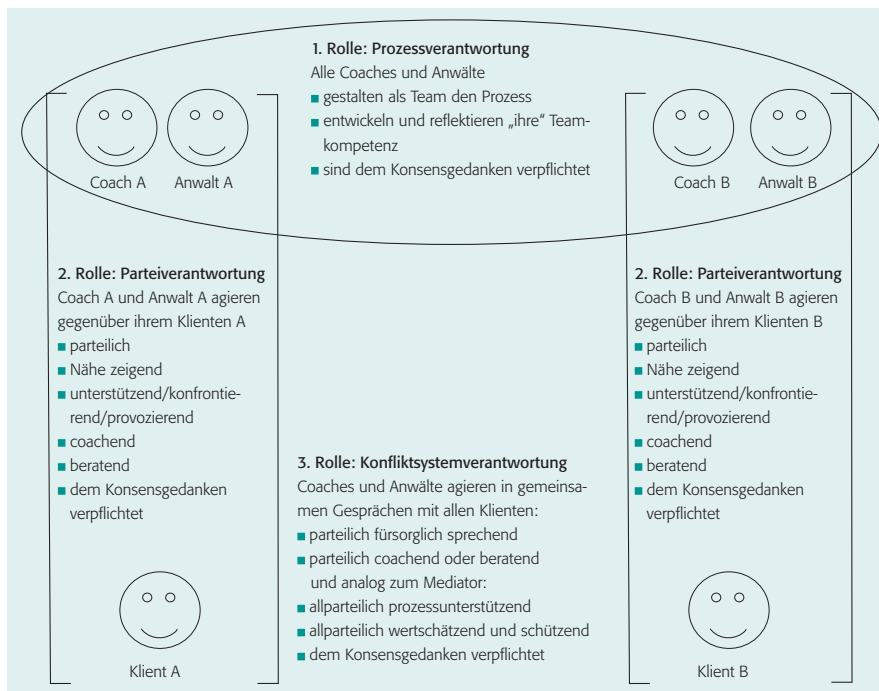 1. Rolle: Prozessverantwortung
Alle Coaches und Anwälte
■ gestalten als Team den Prozess
■ entwickeln und reflektieren „ihre“ Team-
kompetenz
■ sind dem Konsensgedanken verpflichtet
Coach A
Anwalt A
Coach B
Anwalt B
2. Rolle: Parteiverantwortung
Coach A und Anwalt A agieren
gegenüber ihrem Klienten A
■ parteilich
■ Nähe zeigend
■ unterstützend/konfrontie-
rend/provozierend
■ coachend
■ beratend
■ dem Konsensgedanken
verpflichtet
2. Rolle: Parteiverantwortung
Coach B und Anwalt B agieren
gegenüber ihrem Klienten B
■ parteilich
■ Nähe zeigend
■ unterstützend/konfrontie-
rend/provozierend
■ coachend
■ beratend
■ dem Konsensgedanken
verpflichtet
3. Rolle: Konfliktsystemverantwortung
Coaches und Anwälte agieren in gemeinsa-
men Gesprächen mit allen Klienten:
■ parteilich fürsorglich sprechend
■ parteilich coachend oder beratend
und analog zum Mediator:
■ allparteilich prozessunterstützend
■ allparteilich wertschätzend und schützend
■ dem Konsensgedanken verpflichtet
Klient A
Klient B